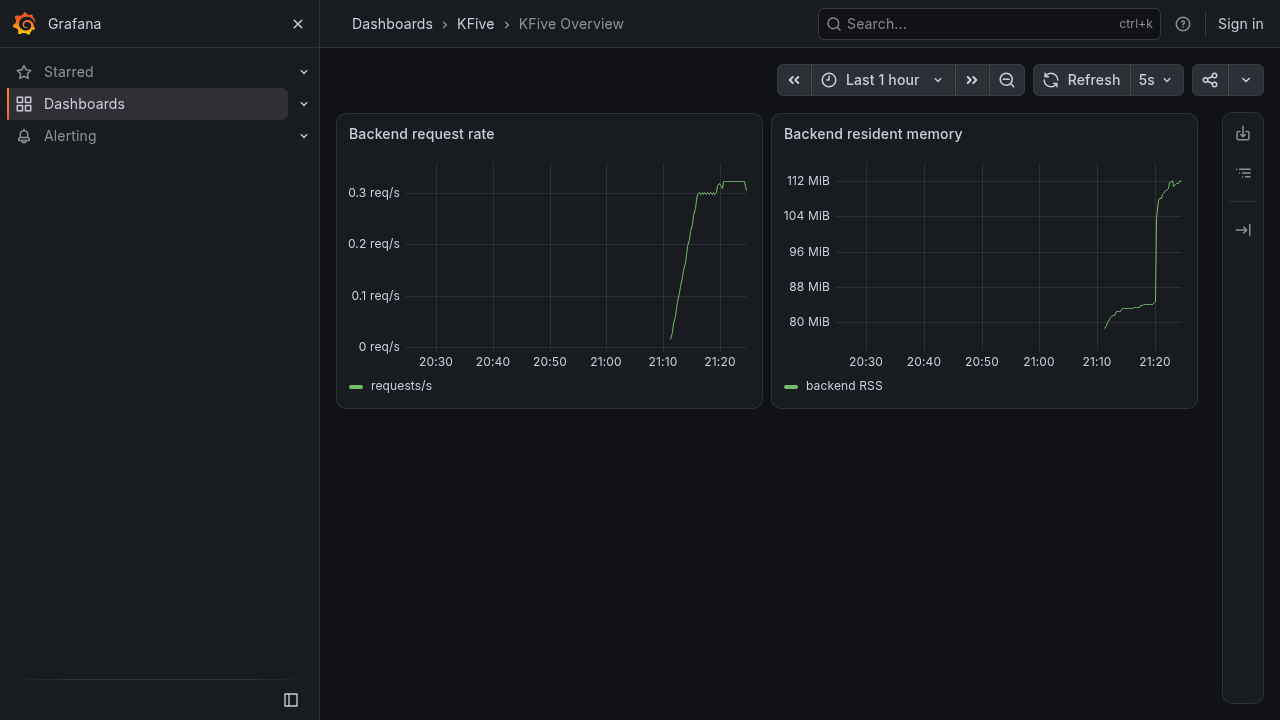 Grafana
Dashboards
KFive
KFive Overview
Search...
ctrl+k
Sign in
Starred
Dashboards
Alerting
Last 1 hour
Refresh
5s
Backend request rate
0.3 req/s
0.2 req/s
0.1 req/s
0 req/s
20:30 20:40 20:50 21:00 21:10 21:20
requests/s
Backend resident memory
112 MiB
104 MiB
96 MiB
88 MiB
80 MiB
20:30 20:40 20:50 21:00 21:10 21:20
backend RSS